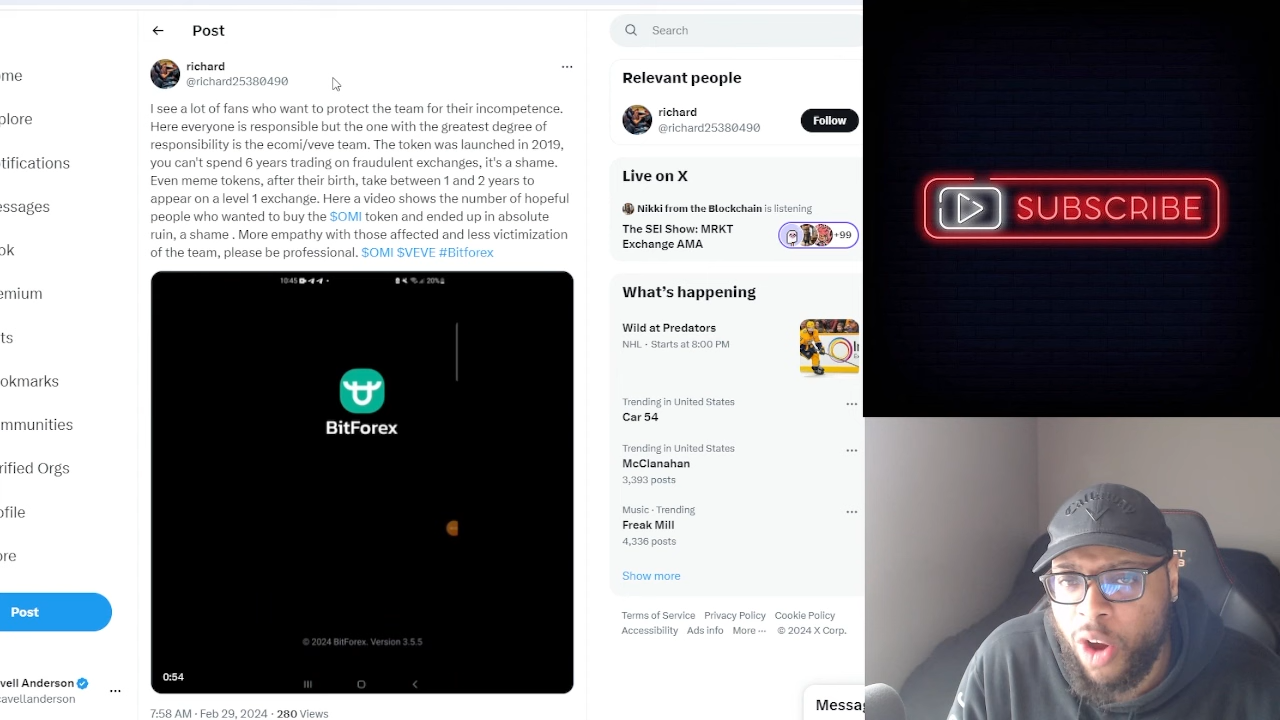 Post
Search
richard
@richard25380490
I see a lot of fans who want to protect the team for their incompetence.
Here everyone is responsible but the one with the greatest degree of
responsibility is the ecomi/veve team. The token was launched in 2019,
you can't spend 6 years trading on fraudulent exchanges, it's a shame.
Even meme tokens, after their birth, take between 1 and 2 years to
appear on a level 1 exchange. Here a video shows the number of hopeful
people who wanted to buy the $OMI token and ended up in absolute
ruin, a shame . More empathy with those affected and less victimization
of the team, please be professional. $OMI $VEVE #Bitforex
10:45
20%
BitForex
© 2024 BitForex. Version 3.5.5
0:54
7:58 AM · Feb 29, 2024 · 280 Views
ome
plore
otifications
essages
ok
emium
ts
okmarks
mmunities
rified Orgs
ofile
ore
Post
vell Anderson
cavellanderson
Relevant people
richard
@richard25380490
Follow
Live on X
Nikki from the Blockchain is listening
The SEI Show: MRKT
Exchange AMA
+99
What's happening
Wild at Predators
NHL · Starts at 8:00 PM
Trending in United States
Car 54
Trending in United States
McClanahan
3,393 posts
Music · Trending
Freak Mill
4,336 posts
Show more
Terms of Service Privacy Policy Cookie Policy
Accessibility Ads info More ··· © 2024 X Corp.
Messag
SUBSCRIBE